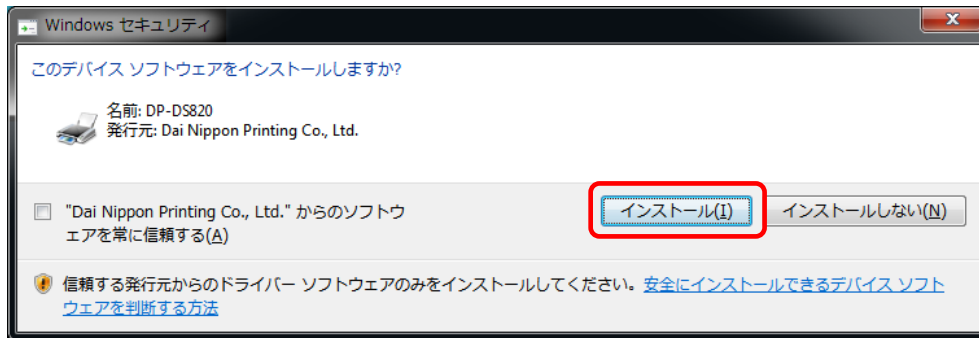 Windows セキュリティ
このデバイス ソフトウェアをインストールしますか?
名前: DP-DS820
発行元: Dai Nippon Printing Co., Ltd.
"Dai Nippon Printing Co., Ltd." からのソフトウ
ェアを常に信頼する(A)
インストール(I)
インストールしない(N)
信頼する発行元からのドライバー ソフトウェアのみをインストールしてください。安全にインストールできるデバイス ソフト
ウェアを判断する方法